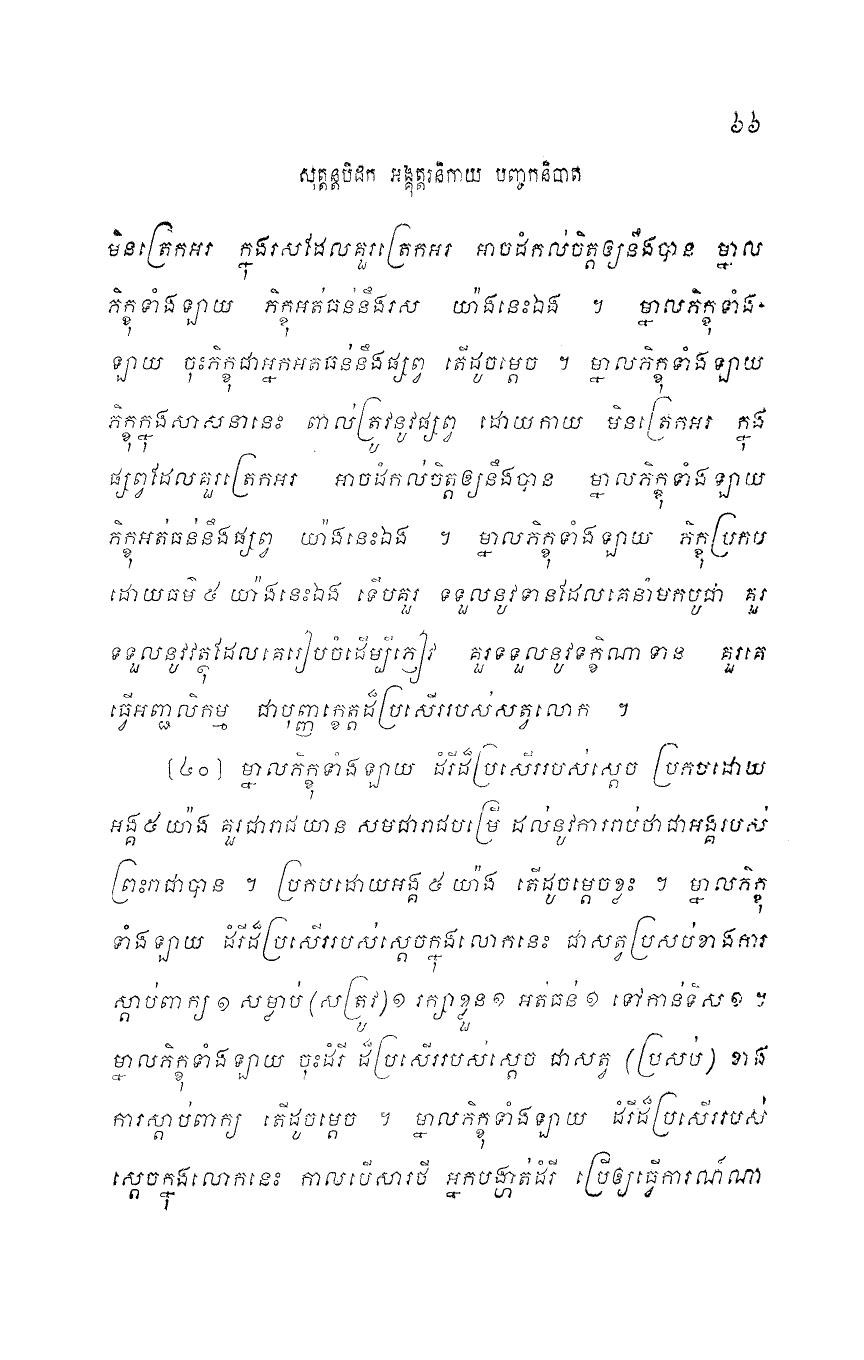 ៦៦
សុត្តន្តបិដក អង្គុត្តរនិកាយ បញ្ចកនិបាត
មិនត្រេកអរ ក្នុងរសដែលគួរត្រេកអរ អាចដំកល់ចិត្តឲ្យនឹងបាន ម្នាល
ភិក្ខុទាំងឡាយ ភិក្ខុអត់ធន់នឹងរស យ៉ាងនេះឯង ។ ម្នាលភិក្ខុទាំង-
ឡាយ ចុះភិក្ខុជាអ្នកអត់ធន់នឹងផ្សព្វ តើដូចម្តេច ។ ម្នាលភិក្ខុទាំងឡាយ
ភិក្ខុក្នុងសាសនានេះ ពាល់ត្រូវនូវផ្សព្វ ដោយកាយ មិនត្រេកអរ ក្នុង
ផ្សព្វដែលគួរត្រេកអរ អាចដំកល់ចិត្តឲ្យនឹងបាន ម្នាលភិក្ខុទាំងឡាយ
ភិក្ខុអត់ធន់នឹងផ្សព្វ យ៉ាងនេះឯង ។ ម្នាលភិក្ខុទាំងឡាយ ភិក្ខុប្រកប
ដោយធម៌ ៥ យ៉ាងនេះឯង ទើបគួរ ទទួលនូវទានដែលគេនាំមកបូជា គួរ
ទទួលនូវវត្ថុដែលគេរៀបចំដើម្បីភ្ញៀវ គួរទទួលនូវទក្ខិណាទាន គួរគេ
ធ្វើអញ្ជលិកម្ម ជាបុញ្ញក្ខេត្តដ៏ប្រសើររបស់សត្វលោក ។
[៤០] ម្នាលភិក្ខុទាំងឡាយ ដំរីដ៏ប្រសើររបស់ស្តេច ប្រកបដោយ
អង្គ ៥ យ៉ាង គួរជារាជយាន សមជារាជបម្រើ ដល់នូវការរាប់ថាជាអង្គរបស់
ព្រះរាជាបាន ។ ប្រកបដោយអង្គ ៥ យ៉ាង តើដូចម្តេចខ្លះ ។ ម្នាលភិក្ខុ
ទាំងឡាយ ដំរីដ៏ប្រសើររបស់ស្តេចក្នុងលោកនេះ ជាសត្វប្រសប់ខាងការ
ស្តាប់ពាក្យ ១ សម្លាប់ (សត្រូវ) ១ រក្សាខ្លួន ១ អត់ធន់ ១ ទៅកាន់ទិស ១ ។
ម្នាលភិក្ខុទាំងឡាយ ចុះដំរី ដ៏ប្រសើររបស់ស្តេច ជាសត្វ (ប្រសប់) ខាង
ការស្តាប់ពាក្យ តើដូចម្តេច ។ ម្នាលភិក្ខុទាំងឡាយ ដំរីដ៏ប្រសើររបស់
ស្តេចក្នុងលោកនេះ កាលបើសារថី អ្នកបង្ហាត់ដំរី ប្រើឲ្យធ្វើការណ៍ណា